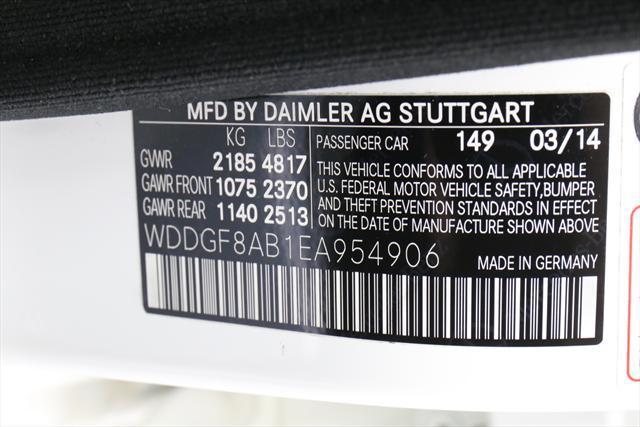 MFD BY DAIMLER AG STUTTGART
KG LBS PASSENGER CAR 149 03/14
GVWR 2185 4817
GAWR FRONT 1075 2370
GAWR REAR 1140 2513
THIS VEHICLE CONFORMS TO ALL APPLICABLE
U.S. FEDERAL MOTOR VEHICLE SAFETY, BUMPER
AND THEFT PREVENTION STANDARDS IN EFFECT
ON THE DATE OF MANUFACTURE SHOWN ABOVE
WDDGF8AB1EA954906 MADE IN GERMANY